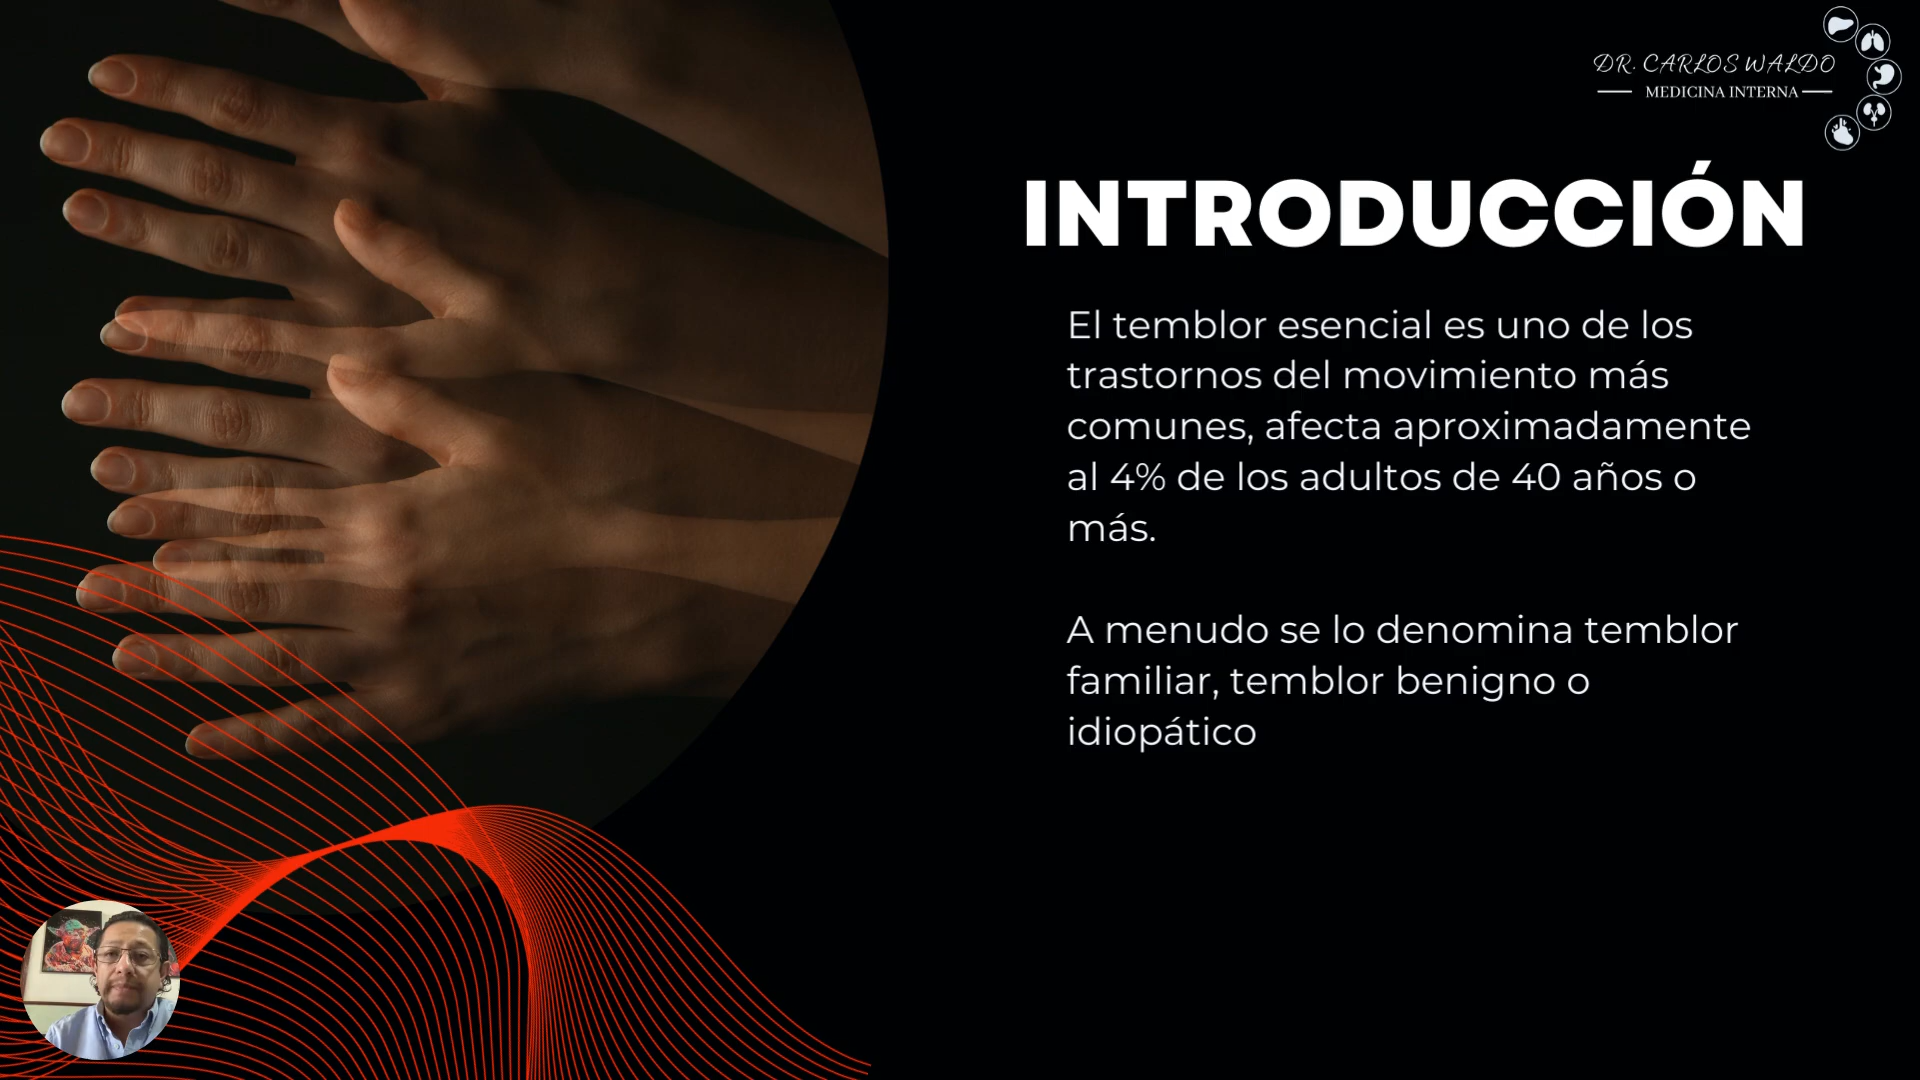 DR. CARLOS WALDO
MEDICINA INTERNA
INTRODUCCIÓN
El temblor esencial es uno de los
trastornos del movimiento más
comunes, afecta aproximadamente
al 4% de los adultos de 40 años o
más.
A menudo se lo denomina temblor
familiar, temblor benigno o
idiopático